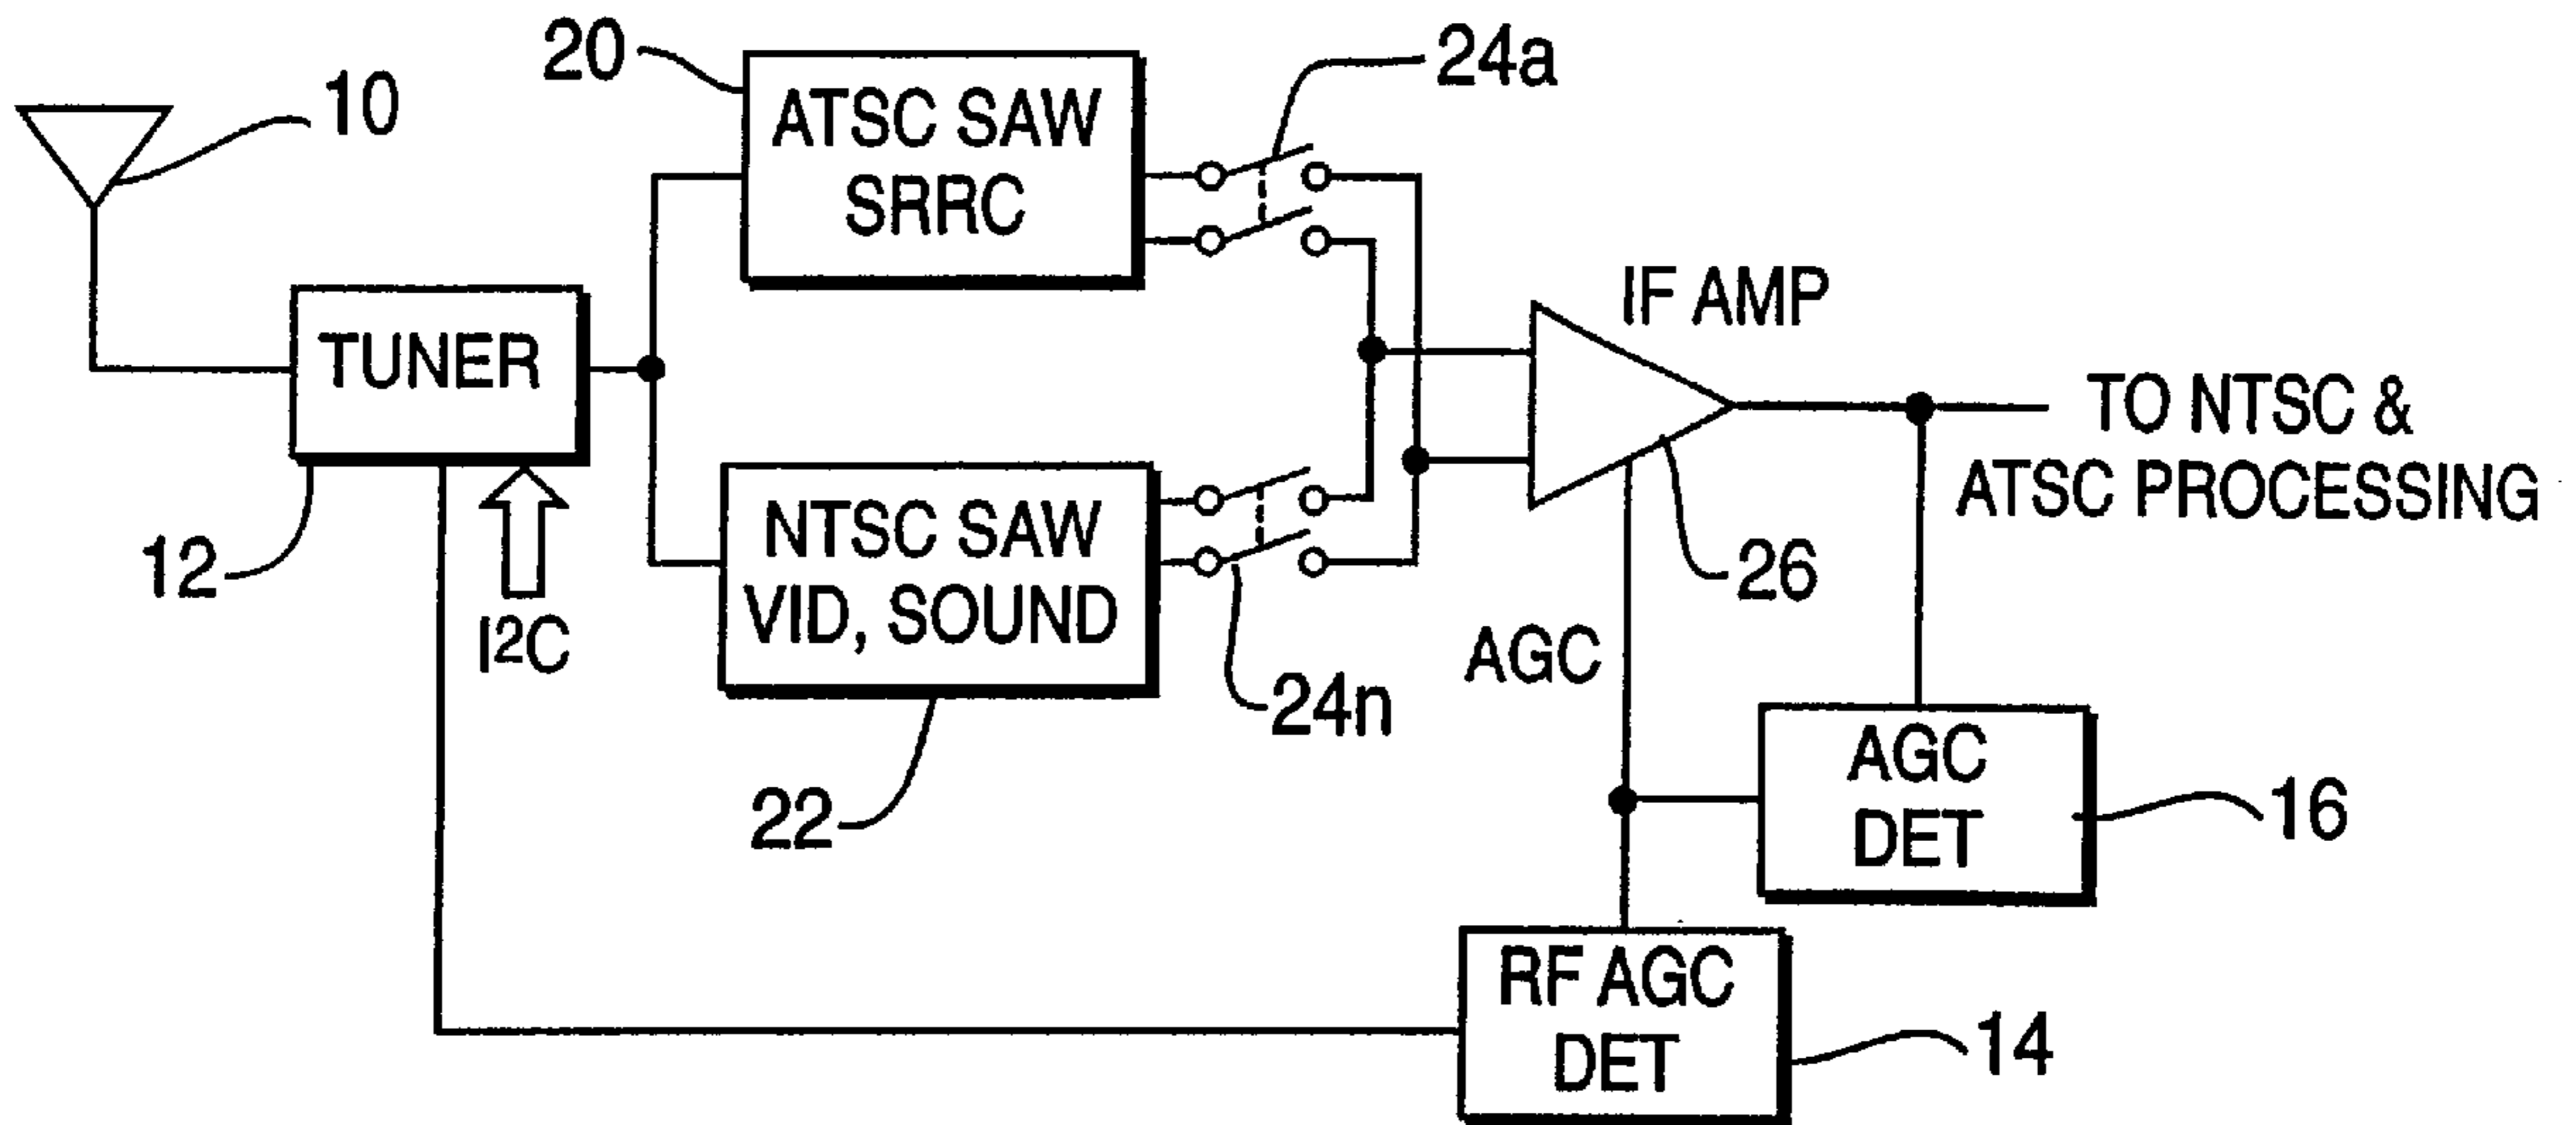 10
20
ATSC SAW
SRRC
24a
TUNER
12
I²C
NTSC SAW
VID, SOUND
22
24n
IF AMP
26
TO NTSC &
ATSC PROCESSING
AGC
AGC
DET
16
RF AGC
DET
14